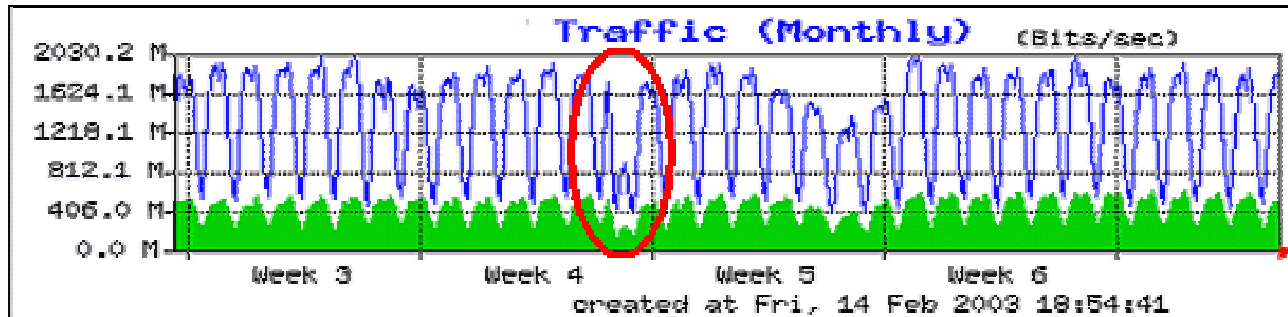 Traffic (Monthly) (Bits/sec)
2030.2 M
1624.1 M
1218.1 M
812.1 M
406.0 M
0.0 M
Week 3 Week 4 Week 5 Week 6
created at Fri, 14 Feb 2003 18:54:41